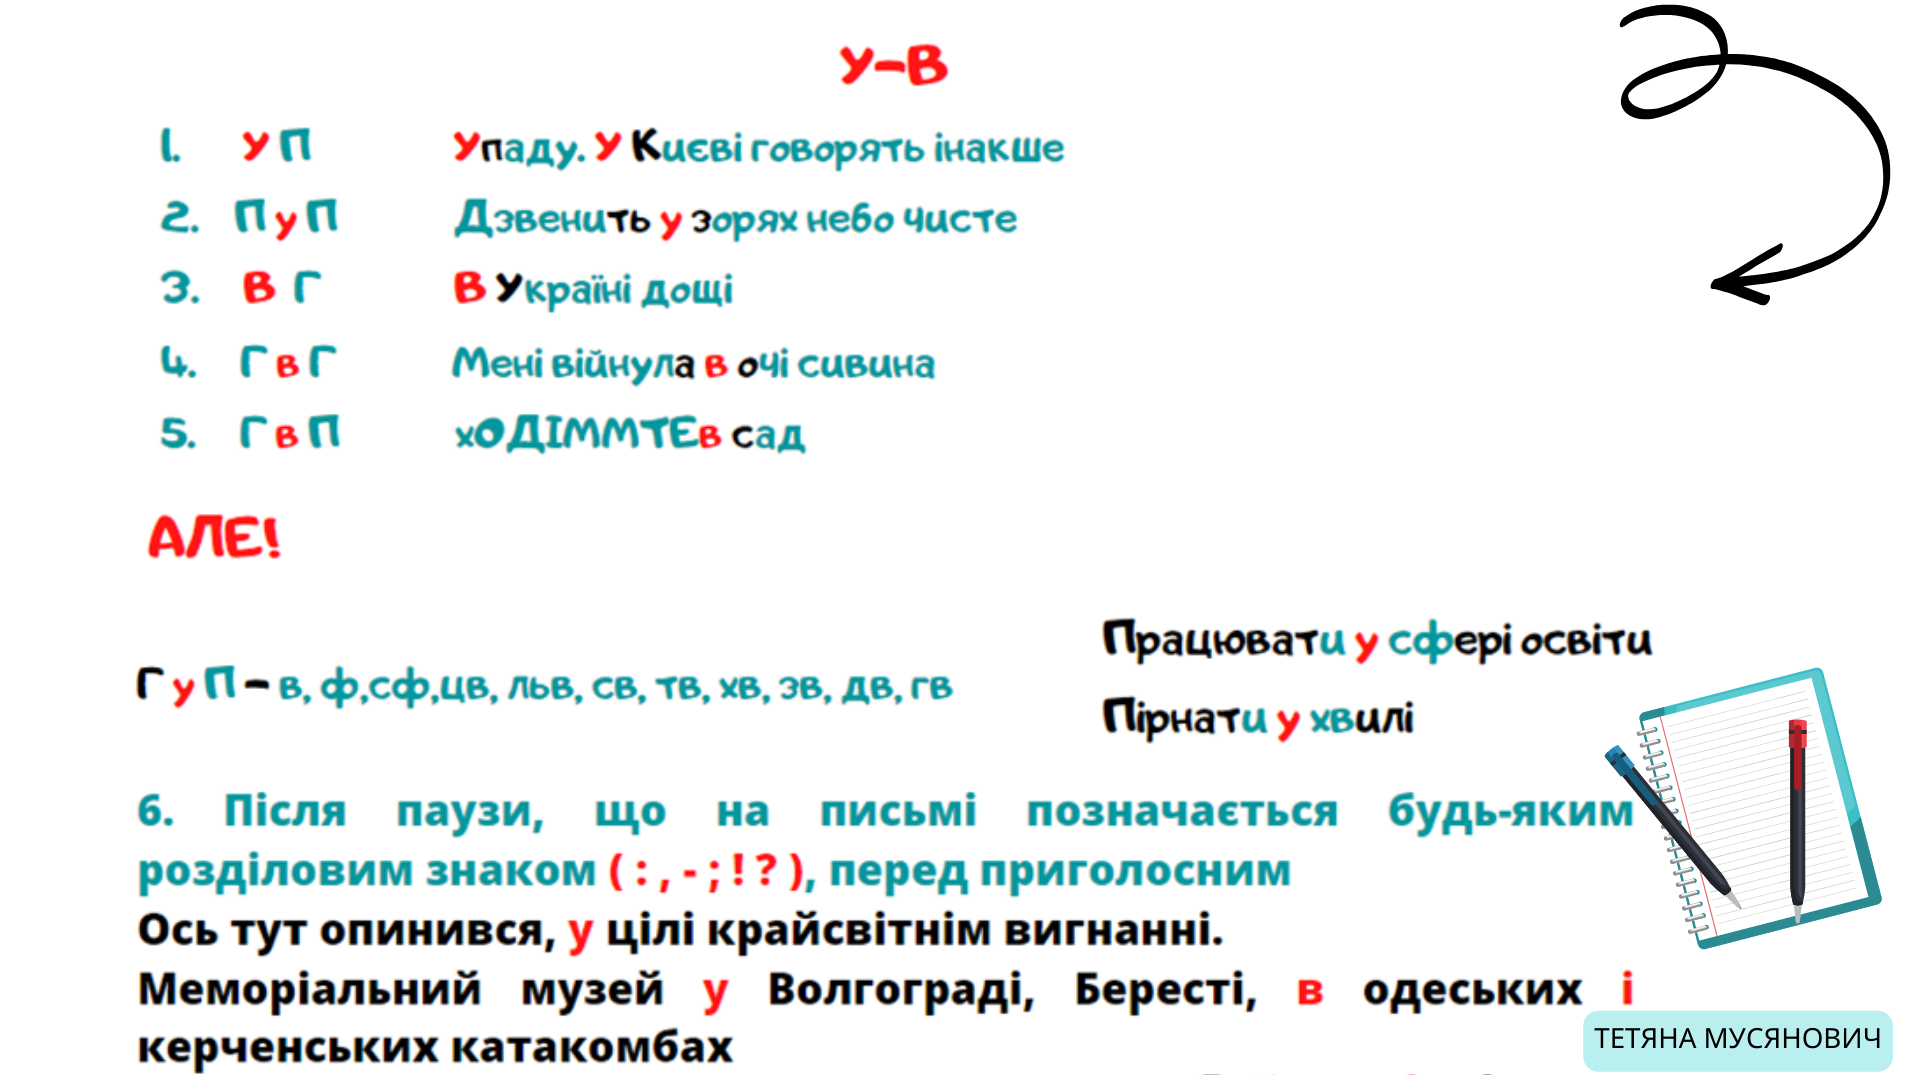 У-В
1. У П Упаду. У Києві говорять інакше
2. П у П Дзвенить у зорях небо чисте
3. В Г В Україні дощі
4. Г в Г Мені війнула в очі сивина
5. Г в П хОДІММТЕв сад
АЛЕ!
Працювати у сфері освіти
Г у П - в, ф,сф,цв, льв, св, тв, хв, зв, дв, гв
Пірнати у хвилі
6. Після паузи, що на письмі позначається будь-яким
розділовим знаком ( : , - ; ! ? ), перед приголосним
Ось тут опинився, у цілі крайсвітнім вигнанні.
Меморіальний музей у Волгограді, Бересті, в одеських і
керченських катакомбах
ТЕТЯНА МУСЯНОВИЧ